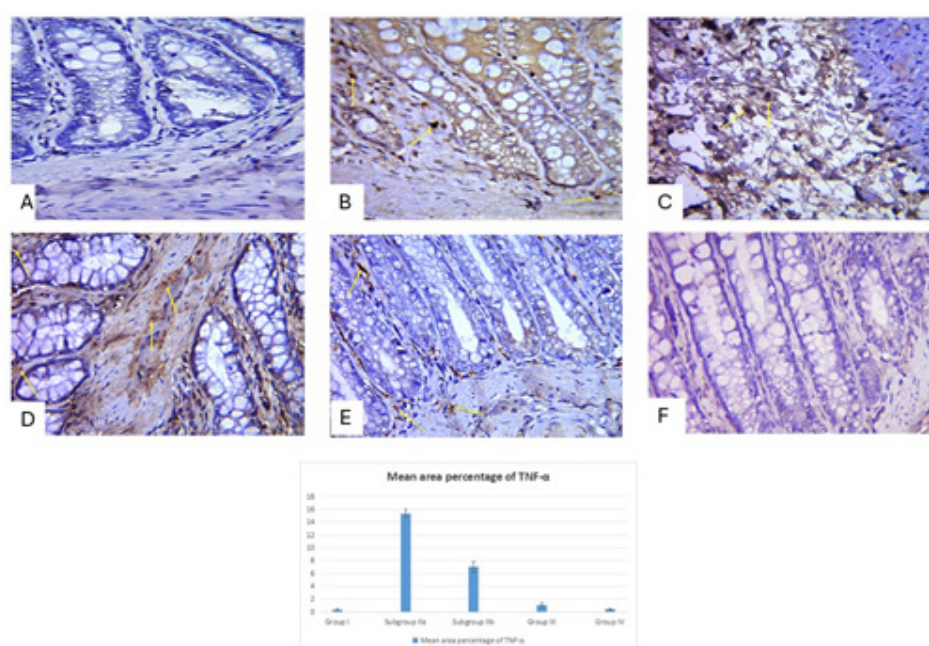 A
B
C
D
E
F
Mean area percentage of TNF-α
18
16
14
12
10
8
6
4
2
0
Group I
Subgroup IIa
Subgroup IIb
Group III
Group IV
Mean area percentage of TNF-α